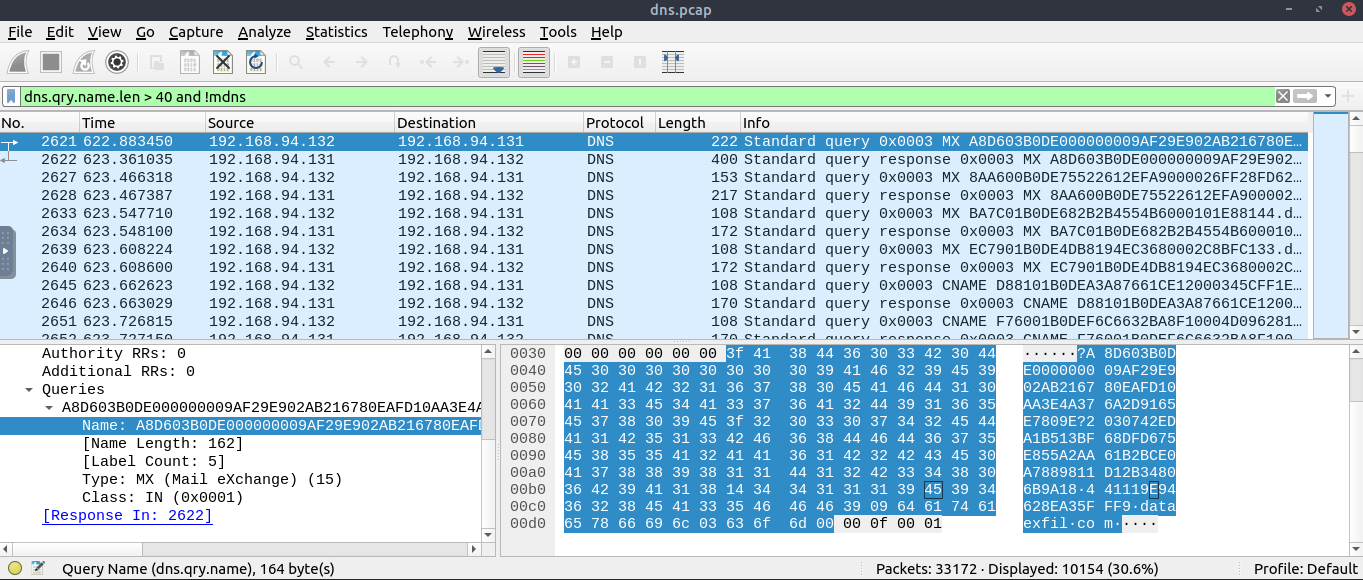 dns.pcap
File Edit View Go Capture Analyze Statistics Telephony Wireless Tools Help
dns.qry.name.len > 40 and !mdns
No. Time Source Destination Protocol Length Info
2621 622.883450 192.168.94.132 192.168.94.131 DNS 222 Standard query 0x0003 MX A8D603B0DE000000009AF29E902AB216780E…
2622 623.361035 192.168.94.131 192.168.94.132 DNS 400 Standard query response 0x0003 MX A8D603B0DE000000009AF29E902…
2627 623.466318 192.168.94.132 192.168.94.131 DNS 153 Standard query 0x0003 MX 8AA600B0DE75522612EFA9000026FF28FD62…
2628 623.467387 192.168.94.131 192.168.94.132 DNS 217 Standard query response 0x0003 MX 8AA600B0DE75522612EFA900002…
2633 623.547710 192.168.94.132 192.168.94.131 DNS 108 Standard query 0x0003 MX BA7C01B0DE682B2B4554B6000101E88144.d…
2634 623.548100 192.168.94.131 192.168.94.132 DNS 172 Standard query response 0x0003 MX BA7C01B0DE682B2B4554B600010…
2639 623.608224 192.168.94.132 192.168.94.131 DNS 108 Standard query 0x0003 MX EC7901B0DE4DB8194EC3680002C8BFC133.d…
2640 623.608600 192.168.94.131 192.168.94.132 DNS 172 Standard query response 0x0003 MX EC7901B0DE4DB8194EC3680002C…
2645 623.662623 192.168.94.132 192.168.94.131 DNS 108 Standard query 0x0003 CNAME D88101B0DEA3A87661CE12000345CFF1E…
2646 623.663029 192.168.94.131 192.168.94.132 DNS 170 Standard query response 0x0003 CNAME D88101B0DEA3A87661CE1200…
2651 623.726815 192.168.94.132 192.168.94.131 DNS 108 Standard query 0x0003 CNAME F76001B0DEF6C6632BA8F10004D096281…
Authority RRs: 0
Additional RRs: 0
Queries
A8D603B0DE000000009AF29E902AB216780EAFD10AA3E4A
Name: A8D603B0DE000000009AF29E902AB216780EAFD
[Name Length: 162]
[Label Count: 5]
Type: MX (Mail eXchange) (15)
Class: IN (0x0001)
[Response In: 2622]
0030 00 00 00 00 00 00 3f 41 38 44 36 30 33 42 30 44 ······?A 8D603B0D
0040 45 30 30 30 30 30 30 30 30 39 41 46 32 39 45 39 E0000000 09AF29E9
0050 30 32 41 42 32 31 36 37 38 30 45 41 46 44 31 30 02AB2167 80EAFD10
0060 41 41 33 45 34 41 33 37 36 41 32 44 39 31 36 35 AA3E4A37 6A2D9165
0070 45 37 38 30 39 45 3f 32 30 33 30 37 34 32 45 44 E7809E?2 030742ED
0080 41 31 42 35 31 33 42 46 36 38 44 46 44 36 37 35 A1B513BF 68DFD675
0090 45 38 35 35 41 32 41 41 36 31 42 32 42 43 45 30 E855A2AA 61B2BCE0
00a0 41 37 38 38 39 38 31 31 44 31 32 42 33 34 38 30 A7889811 D12B3480
00b0 36 42 39 41 31 38 14 34 34 31 31 31 39 45 39 34 6B9A18·4 41119E94
00c0 36 32 38 45 41 33 35 46 46 46 39 09 64 61 74 61 628EA35F FF9·data
00d0 65 78 66 69 6c 03 63 6f 6d 00 00 0f 00 01 exfil·co m·····
Query Name (dns.qry.name), 164 byte(s) Packets: 33172 · Displayed: 10154 (30.6%) Profile: Default